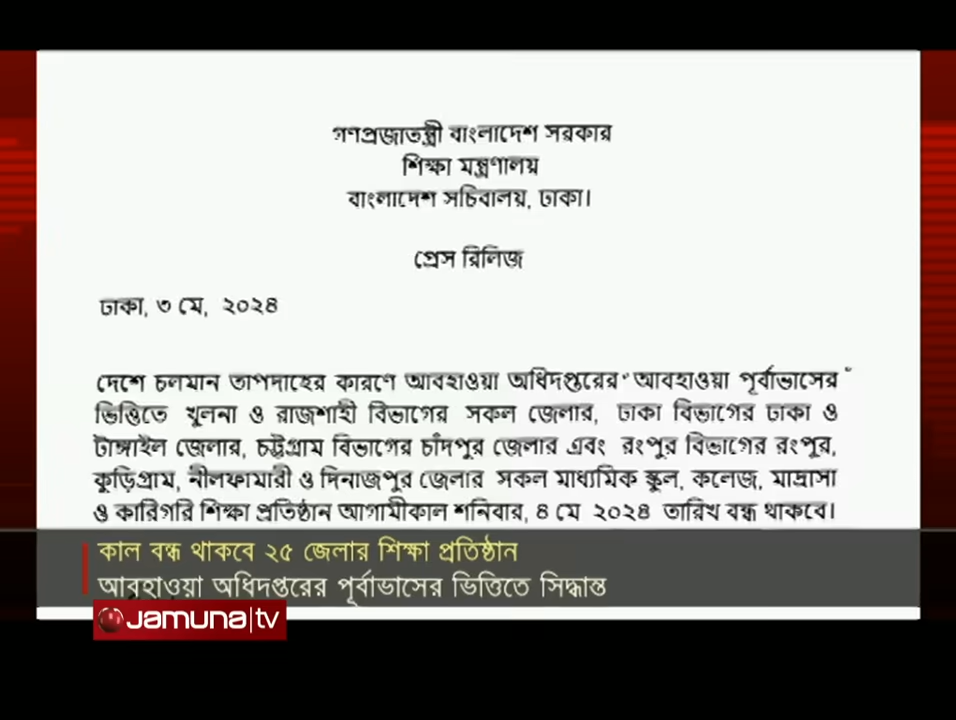 গণপ্রজাতন্ত্রী বাংলাদেশ সরকার
শিক্ষা মন্ত্রণালয়
বাংলাদেশ সচিবালয়, ঢাকা।
প্রেস রিলিজ
ঢাকা, ৩ মে, ২০২৪
দেশে চলমান তাপদাহের কারণে আবহাওয়া অধিদপ্তরের আবহাওয়া পূর্বাভাসের
ভিত্তিতে খুলনা ও রাজশাহী বিভাগের সকল জেলার, ঢাকা বিভাগের ঢাকা ও
টাঙ্গাইল জেলার, চট্টগ্রাম বিভাগের চাঁদপুর জেলার এবং রংপুর বিভাগের রংপুর,
কুড়িগ্রাম, নীলফামারী ও দিনাজপুর জেলার সকল মাধ্যমিক স্কুল, কলেজ, মাদ্রাসা
ও কারিগরি শিক্ষা প্রতিষ্ঠান আগামীকাল শনিবার, ৪ মে ২০২৪ তারিখ বন্ধ থাকবে।
কাল বন্ধ থাকবে ২৫ জেলার শিক্ষা প্রতিষ্ঠান
আবহাওয়া অধিদপ্তরের পূর্বাভাসের ভিত্তিতে সিদ্ধান্ত
Jamuna|tv